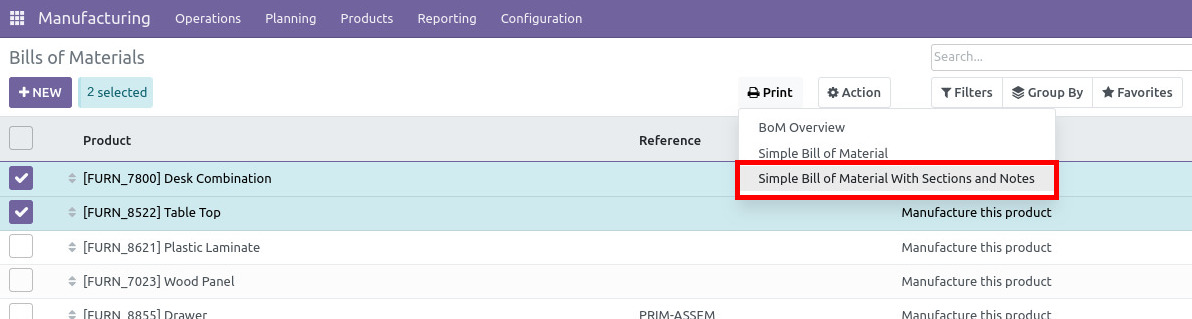 Manufacturing Operations Planning Products Reporting Configuration
Bills of Materials Search...
NEW 2 selected Print Action Filters Group By Favorites
BoM Overview
Product Reference
Simple Bill of Material
[FURN_7800] Desk Combination Simple Bill of Material With Sections and Notes
[FURN_8522] Table Top Manufacture this product
[FURN_8621] Plastic Laminate Manufacture this product
[FURN_7023] Wood Panel Manufacture this product
[FURN_8855] Drawer PRIM-ASSEM Manufacture this product